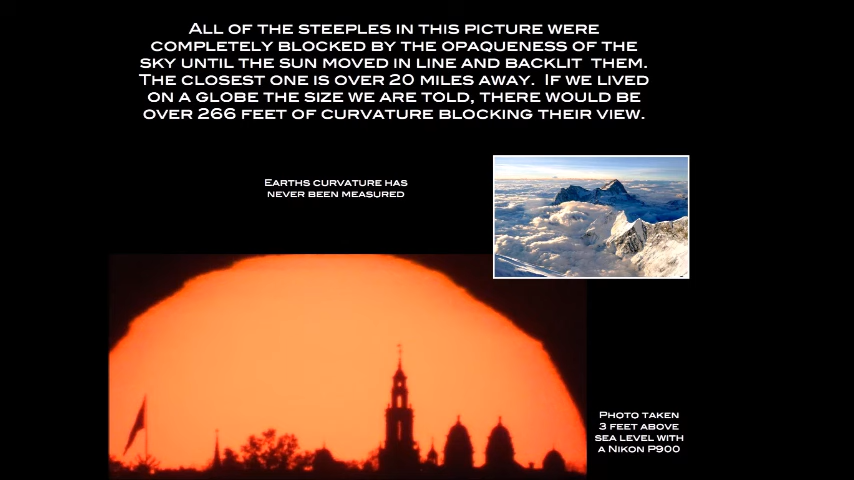 All of the steeples in this picture were
completely blocked by the opaqueness of the
sky until the sun moved in line and backlit them.
The closest one is over 20 miles away. If we lived
on a globe the size we are told, there would be
over 266 feet of curvature blocking their view.
Earths curvature has
never been measured
Photo taken
3 feet above
sea level with
a Nikon P900